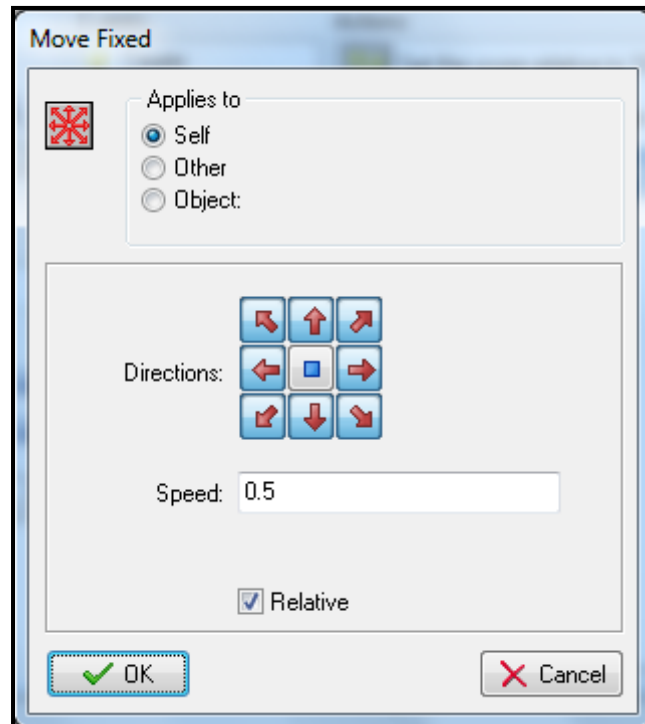 Move Fixed
Applies to
Self
Other
Object:
Directions:
Speed: 0.5
Relative
OK
Cancel